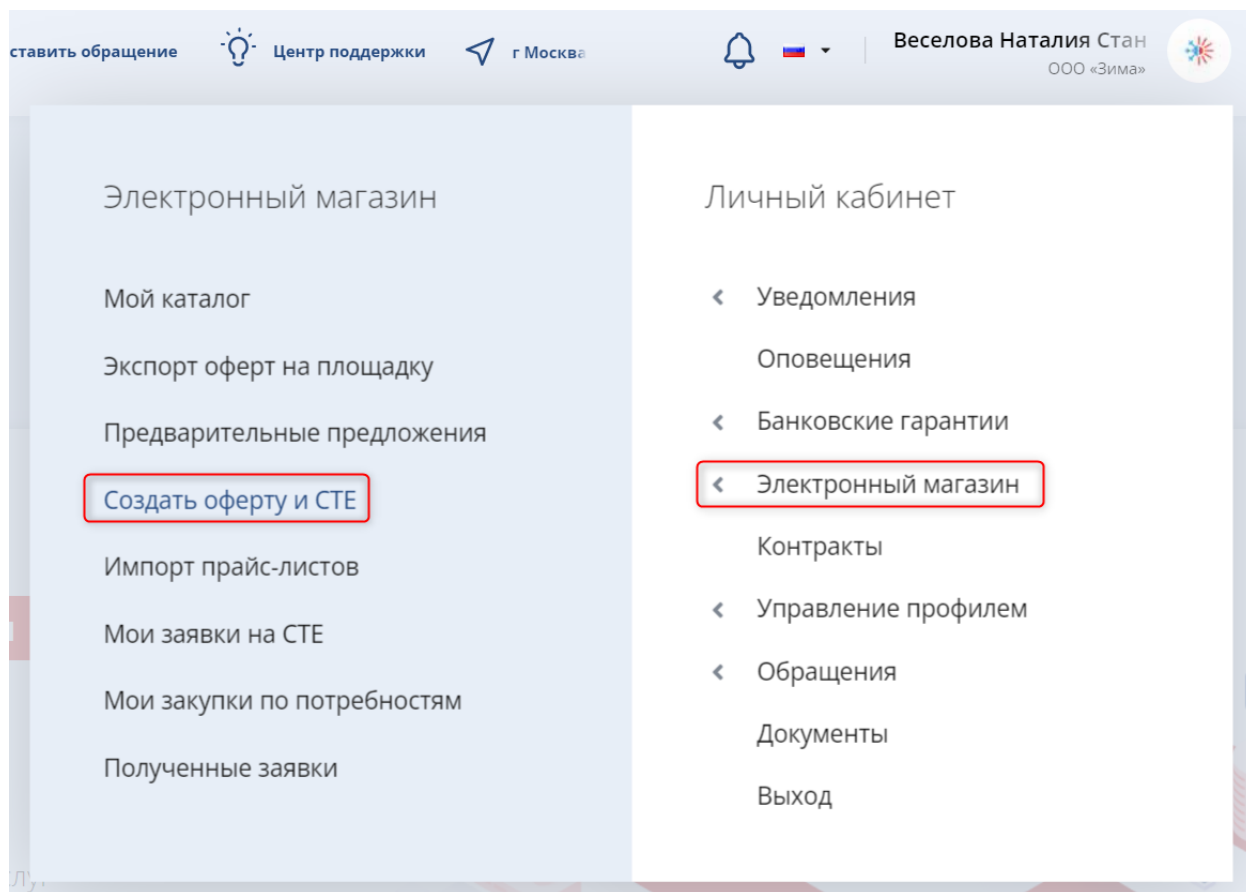 ставить обращение
Центр поддержки
г Москва
Веселова Наталия Стан
ООО «Зима»
Электронный магазин
Мой каталог
Экспорт оферт на площадку
Предварительные предложения
Создать оферту и СТЕ
Импорт прайс-листов
Мои заявки на СТЕ
Мои закупки по потребностям
Полученные заявки
Личный кабинет
Уведомления
Оповещения
Банковские гарантии
Электронный магазин
Контракты
Управление профилем
Обращения
Документы
Выход